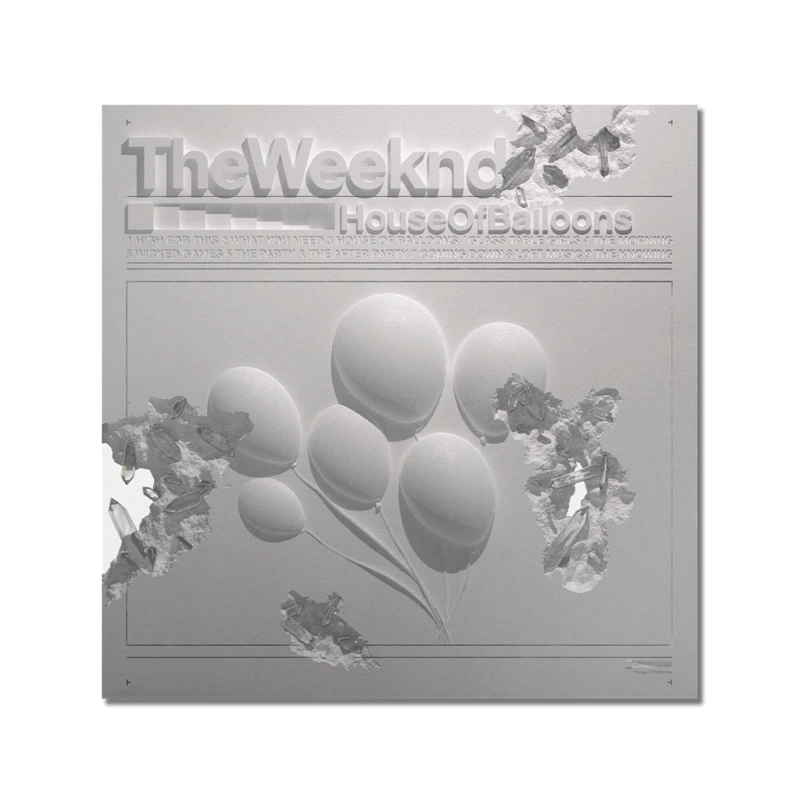 TheWeeknd
HouseOfBalloons
1 HIGH FOR THIS 2 WHAT YOU NEED 3 HOUSE OF BALLOONS / GLASS TABLE GIRLS 4 THE MORNING
5 WICKED GAMES 6 THE PARTY & THE AFTER PARTY 7 COMING DOWN 8 LOFT MUSIC 9 THE KNOWING
HouseOfBalloons